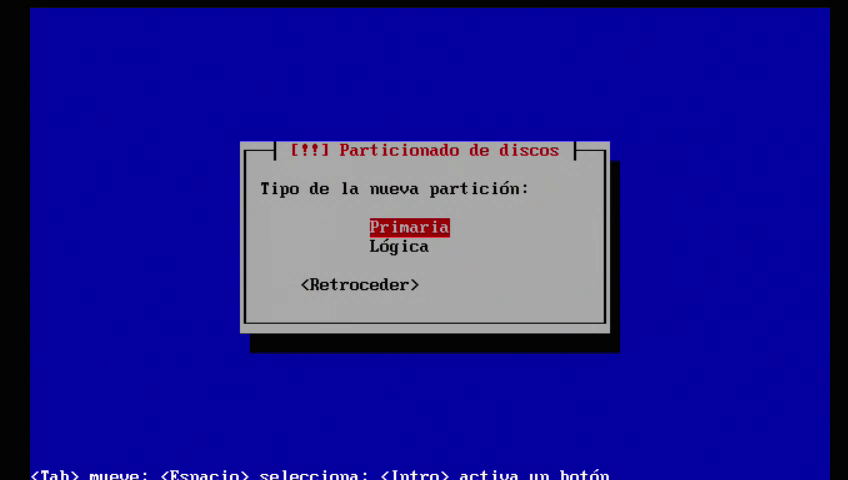 [!!] Particionado de discos
Tipo de la nueva partición:
Primaria
Lógica
<Retroceder>
<Tab> mueve; <Espacio> selecciona; <Intro> activa un botón